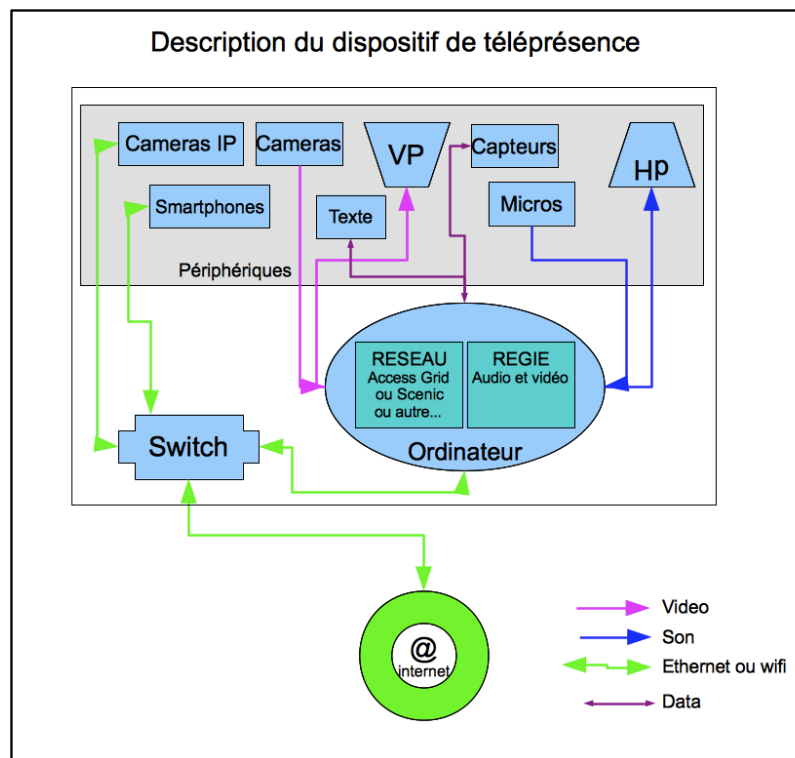 Description du dispositif de téléprésence
Cameras IP
Cameras
VP
Capteurs
Hp
Smartphones
Texte
Micros
Périphériques
RESEAU
Access Grid
ou Scenic
ou autre...
REGIE
Audio et vidéo
Ordinateur
Switch
@
internet
Video
Son
Ethernet ou wifi
Data